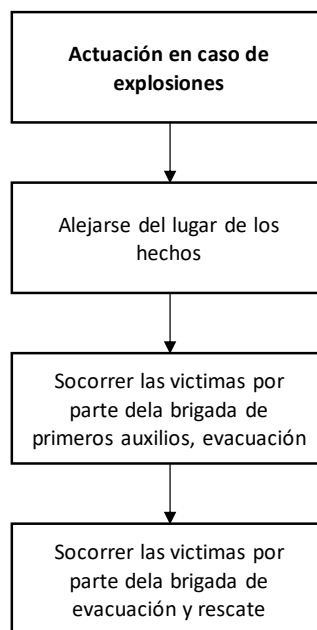 Actuación en caso de
explosiones
Alejarse del lugar de los
hechos
Socorrer las victimas por
parte dela brigada de
primeros auxilios, evacuación
Socorrer las victimas por
parte dela brigada de
evacuación y rescate